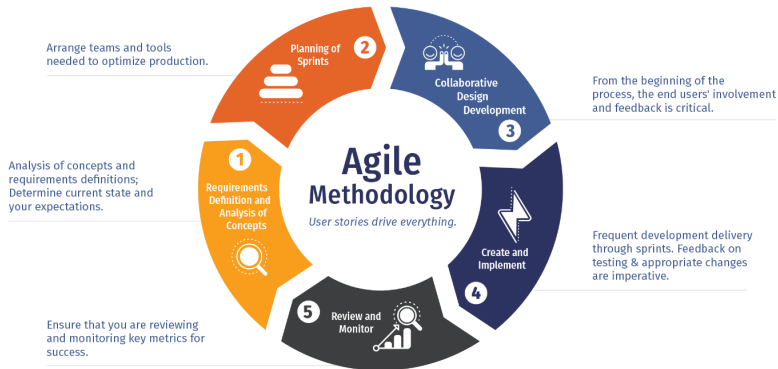 Agile
Methodology
User stories drive everything.
1
Requirements
Definition and
Analysis of
Concepts
Analysis of concepts and
requirements definitions;
Determine current state and
your expectations.
2
Planning of
Sprints
Arrange teams and tools
needed to optimize production.
Collaborative
Design
Development
3
From the beginning of the
process, the end users' involvement
and feedback is critical.
Create and
Implement
4
Frequent development delivery
through sprints. Feedback on
testing & appropriate changes
are imperative.
5
Review and
Monitor
Ensure that you are reviewing
and monitoring key metrics for
success.